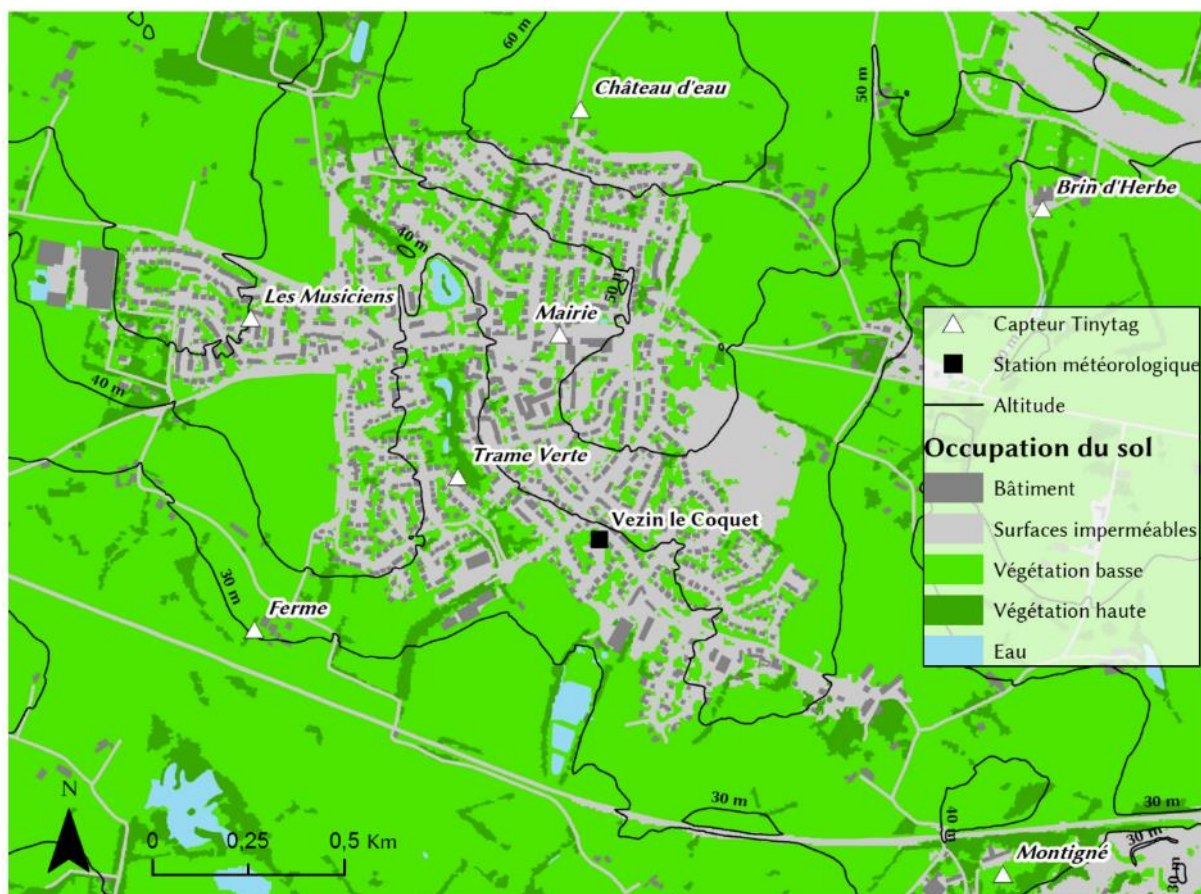 60 m
Château d'eau
50 m
Brin d'Herbe
40 m
50 m
Les Musiciens
Mairie
40 m
Trame Verte
Vezin le Coquet
30 m
Ferme
Capteur Tinytag
Station météorologique
Altitude
Occupation du sol
Bâtiment
Surfaces imperméables
Végétation basse
Végétation haute
Eau
N
0 0,25 0,5 Km
30 m
40 m
30 m
30 m
30 m
Montigné